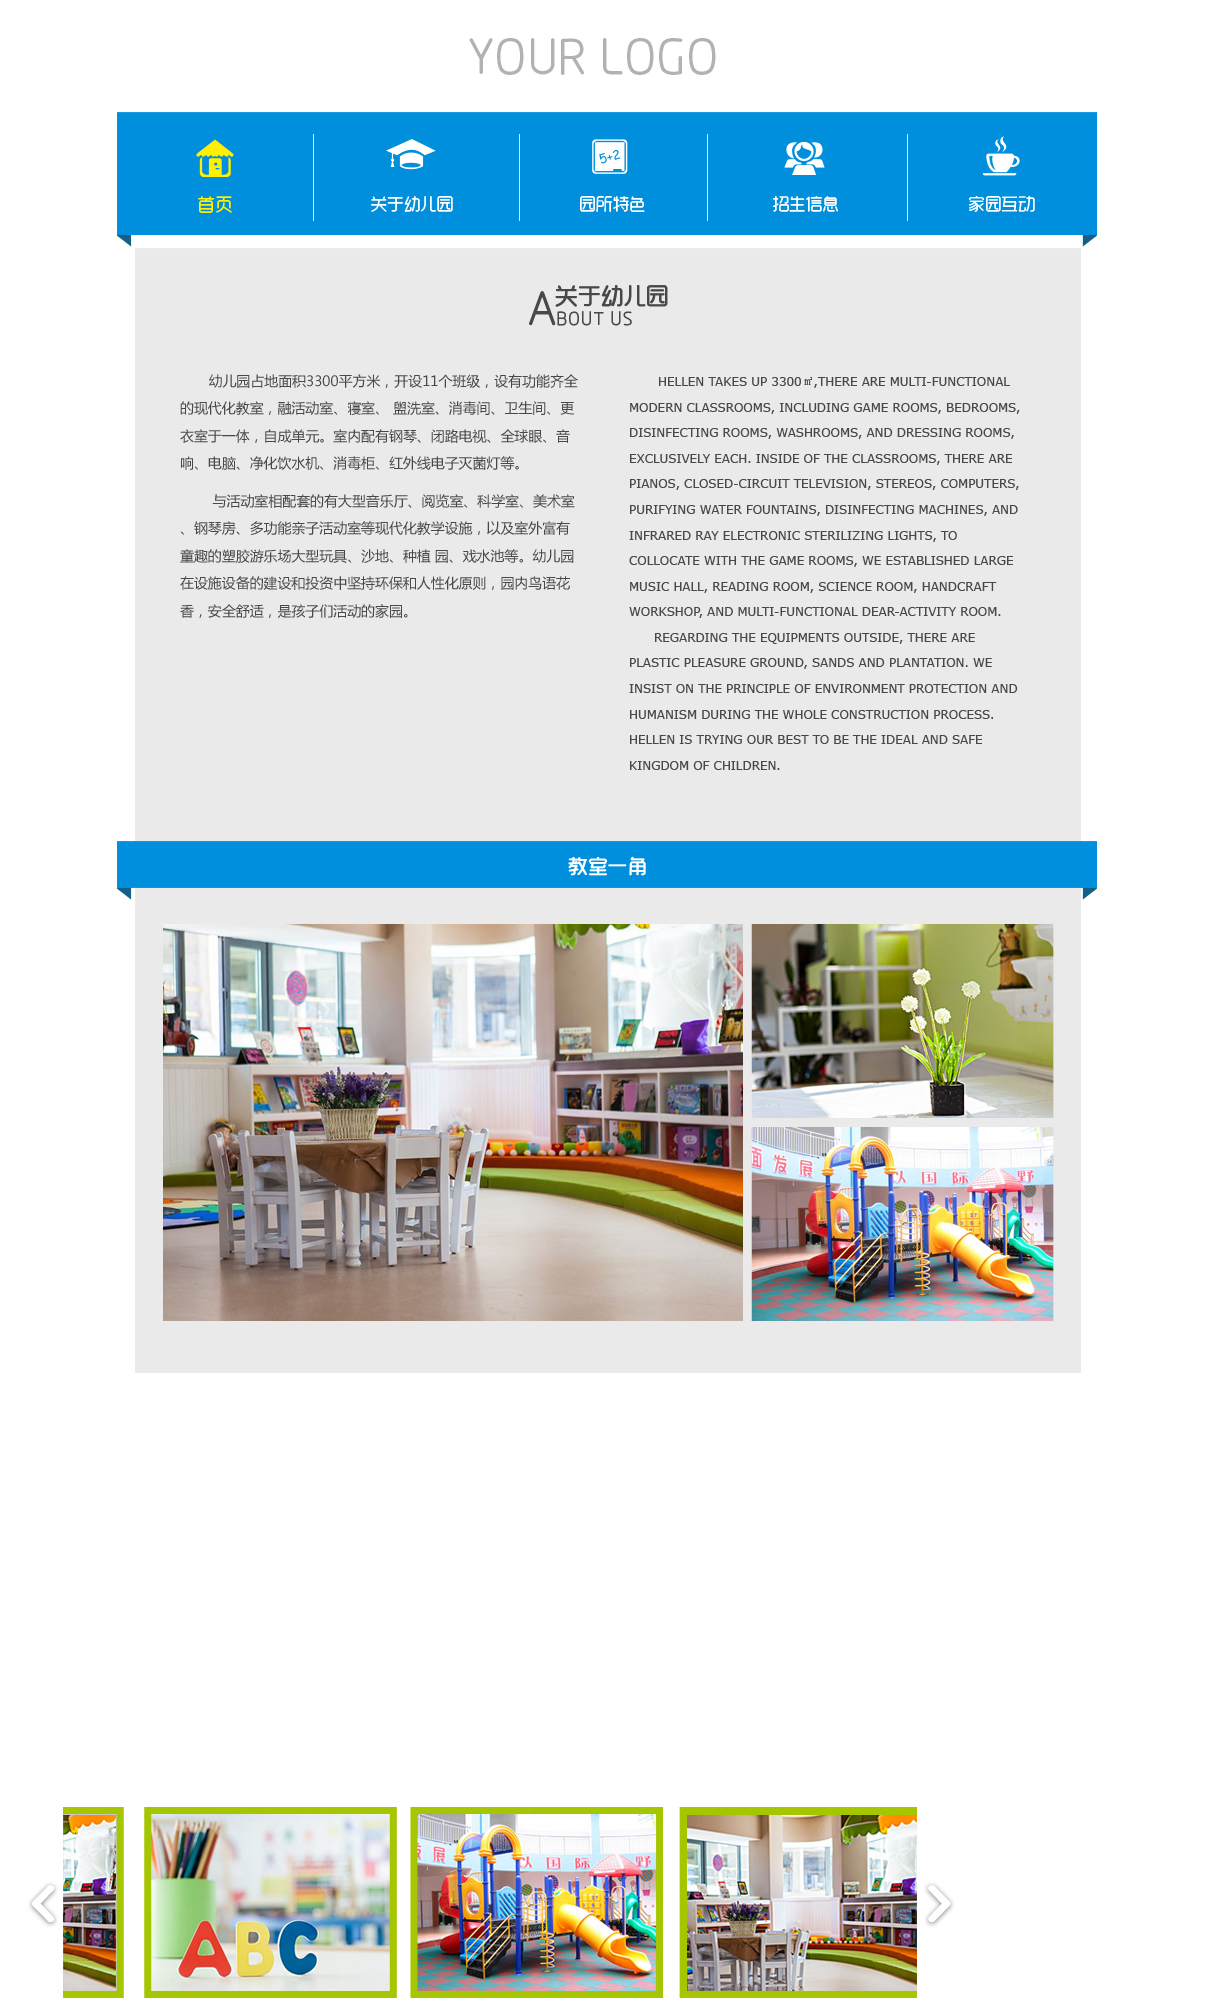 YOUR LOGO
5+2
首页
关于幼儿园
园所特色
招生信息
家园互动
关于幼儿园
ABOUT US
幼儿园占地面积3300平方米，开设11个班级，设有功能齐全
的现代化教室，融活动室、寝室、 盥洗室、消毒间、卫生间、更
衣室于一体，自成单元。室内配有钢琴、闭路电视、全球眼、音
响、电脑、净化饮水机、消毒柜、红外线电子灭菌灯等。
与活动室相配套的有大型音乐厅、阅览室、科学室、美术室
、钢琴房、多功能亲子活动室等现代化教学设施，以及室外富有
童趣的塑胶游乐场大型玩具、沙地、种植 园、戏水池等。幼儿园
在设施设备的建设和投资中坚持环保和人性化原则，园内鸟语花
香，安全舒适，是孩子们活动的家园。
HELLEN TAKES UP 3300㎡,THERE ARE MULTI-FUNCTIONAL
MODERN CLASSROOMS, INCLUDING GAME ROOMS, BEDROOMS,
DISINFECTING ROOMS, WASHROOMS, AND DRESSING ROOMS,
EXCLUSIVELY EACH. INSIDE OF THE CLASSROOMS, THERE ARE
PIANOS, CLOSED-CIRCUIT TELEVISION, STEREOS, COMPUTERS,
PURIFYING WATER FOUNTAINS, DISINFECTING MACHINES, AND
INFRARED RAY ELECTRONIC STERILIZING LIGHTS, TO
COLLOCATE WITH THE GAME ROOMS, WE ESTABLISHED LARGE
MUSIC HALL, READING ROOM, SCIENCE ROOM, HANDCRAFT
WORKSHOP, AND MULTI-FUNCTIONAL DEAR-ACTIVITY ROOM.
REGARDING THE EQUIPMENTS OUTSIDE, THERE ARE
PLASTIC PLEASURE GROUND, SANDS AND PLANTATION. WE
INSIST ON THE PRINCIPLE OF ENVIRONMENT PROTECTION AND
HUMANISM DURING THE WHOLE CONSTRUCTION PROCESS.
HELLEN IS TRYING OUR BEST TO BE THE IDEAL AND SAFE
KINGDOM OF CHILDREN.
教室一角
面发展 以国际 野
ABC
发展 以国际 野